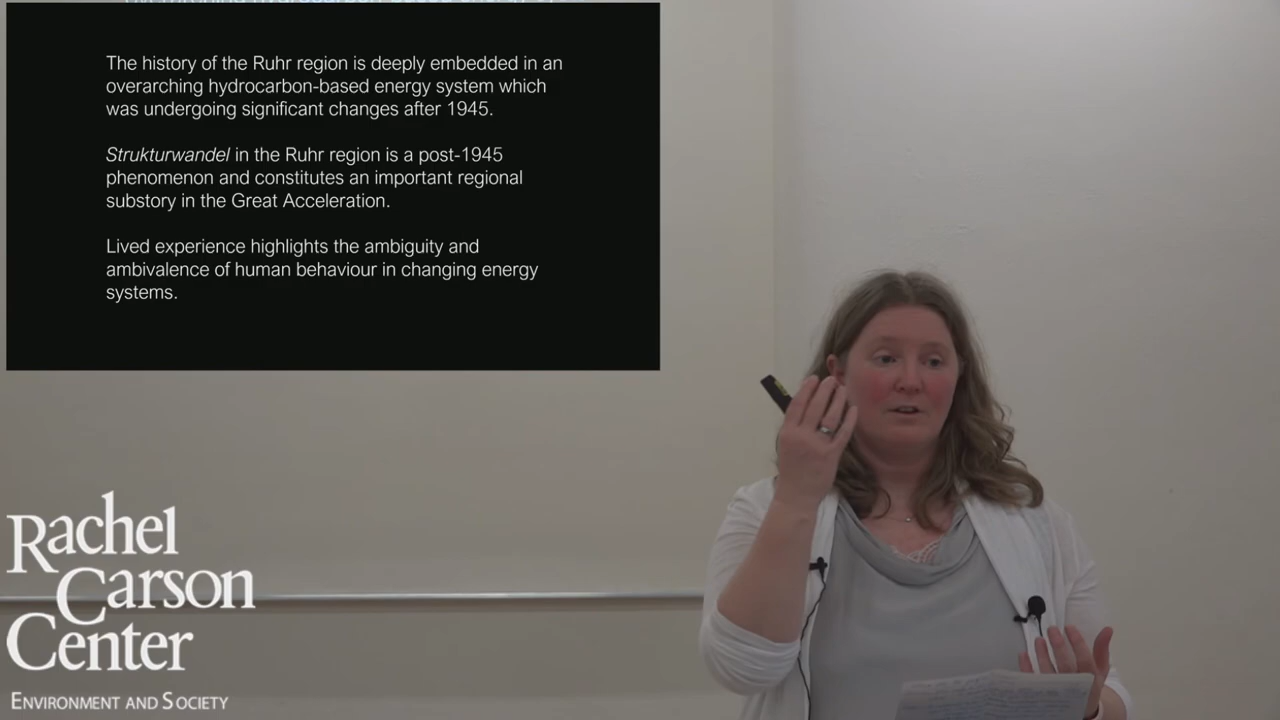 The history of the Ruhr region is deeply embedded in an
overarching hydrocarbon-based energy system which
was undergoing significant changes after 1945.
Strukturwandel in the Ruhr region is a post-1945
phenomenon and constitutes an important regional
substory in the Great Acceleration.
Lived experience highlights the ambiguity and
ambivalence of human behaviour in changing energy
systems.
Rachel
Carson
Center
ENVIRONMENT AND SOCIETY